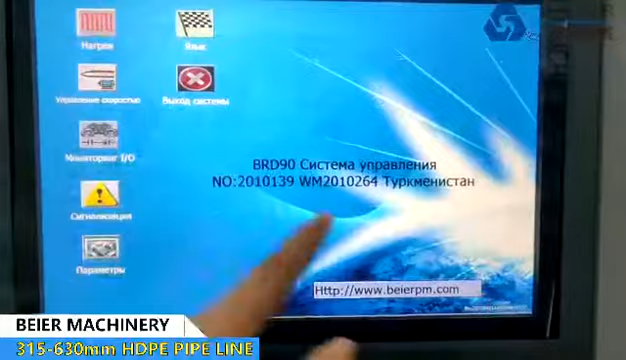 Нагрев
Язык
Управление скоростью
Выход системы
Мониторинг I/O
Сигнализация
Параметры
BRD90 Система управления
NO:2010139 WM2010264 Туркменистан
Http://www.beierpm.com
BEIER MACHINERY
315-630mm HDPE PIPE LINE